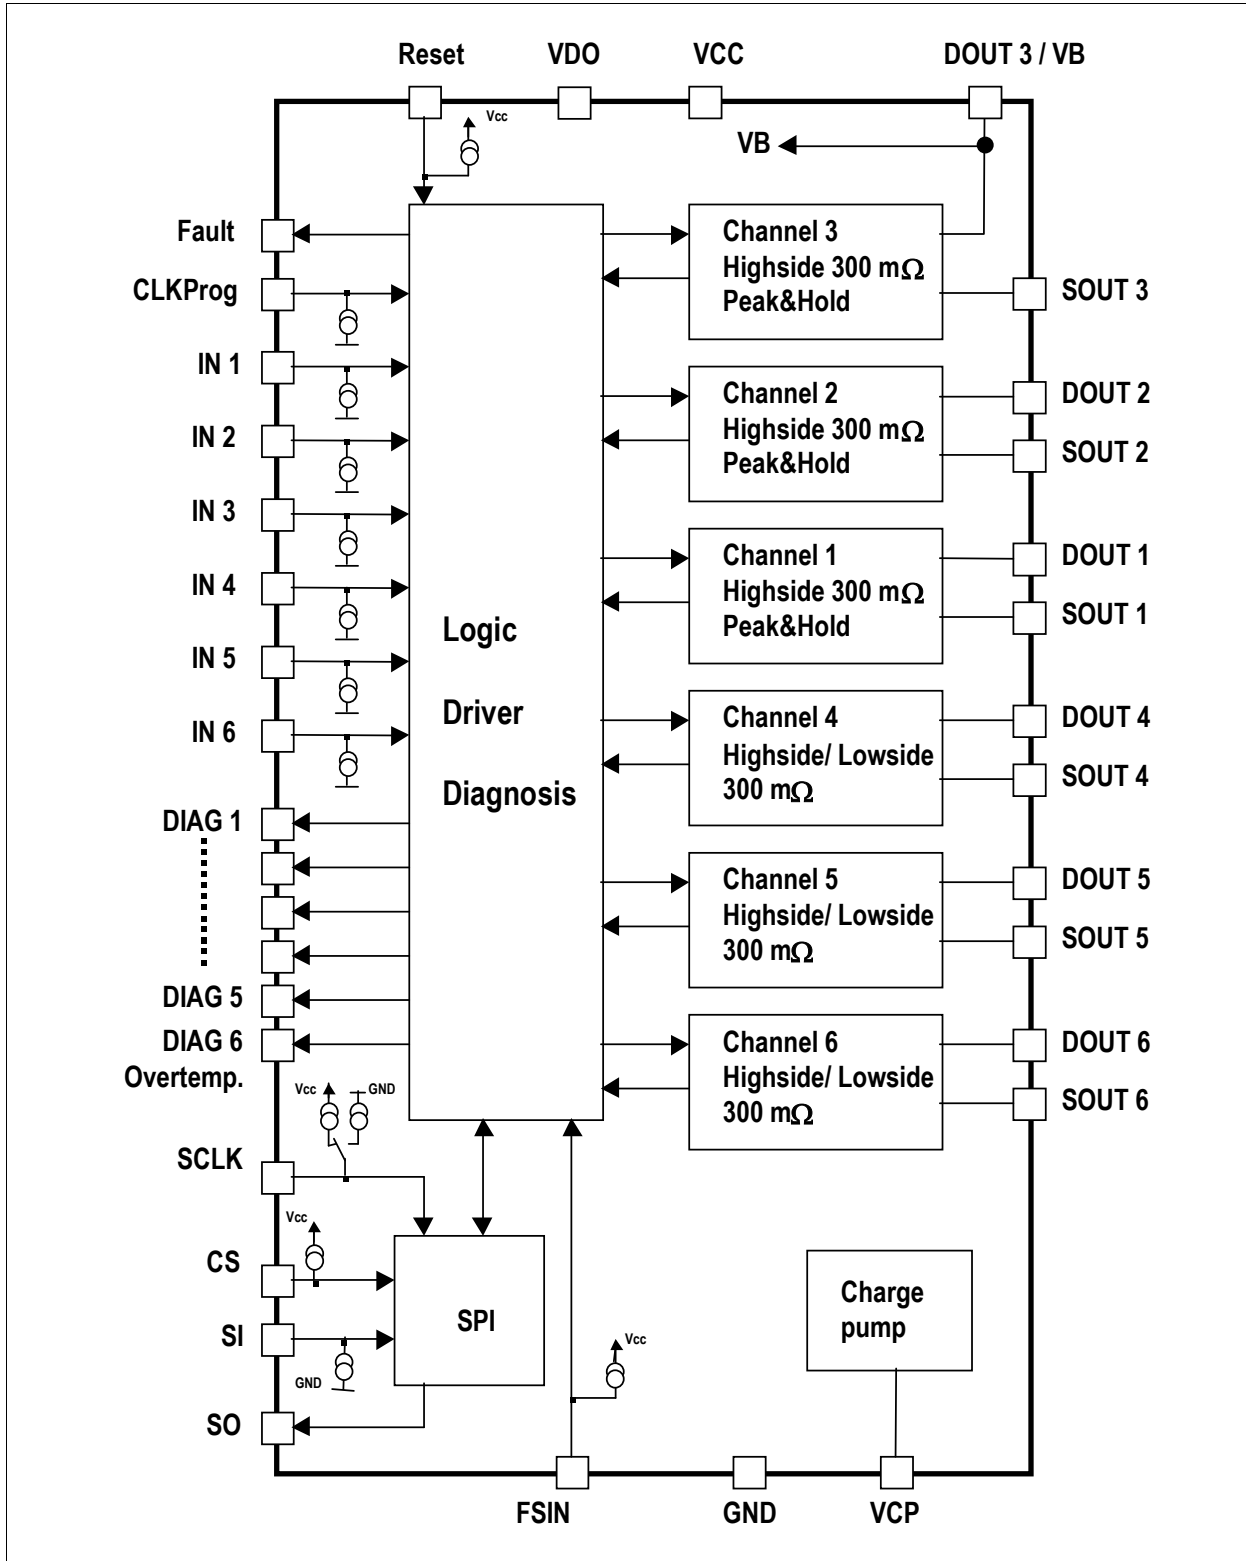 Reset
VDO
VCC
DOUT 3 / VB
Vcc
VB
Fault
CLKProg
IN 1
IN 2
IN 3
IN 4
IN 5
IN 6
DIAG 1
DIAG 5
DIAG 6
Overtemp.
Logic
Driver
Diagnosis
Channel 3
Highside 300 mΩ
Peak&Hold
SOUT 3
Channel 2
Highside 300 mΩ
Peak&Hold
DOUT 2
SOUT 2
Channel 1
Highside 300 mΩ
Peak&Hold
DOUT 1
SOUT 1
Channel 4
Highside/ Lowside
300 mΩ
DOUT 4
SOUT 4
Channel 5
Highside/ Lowside
300 mΩ
DOUT 5
SOUT 5
Channel 6
Highside/ Lowside
300 mΩ
DOUT 6
SOUT 6
Vcc
GND
SCLK
Vcc
CS
SI
GND
SO
SPI
Vcc
Charge
pump
FSIN
GND
VCP